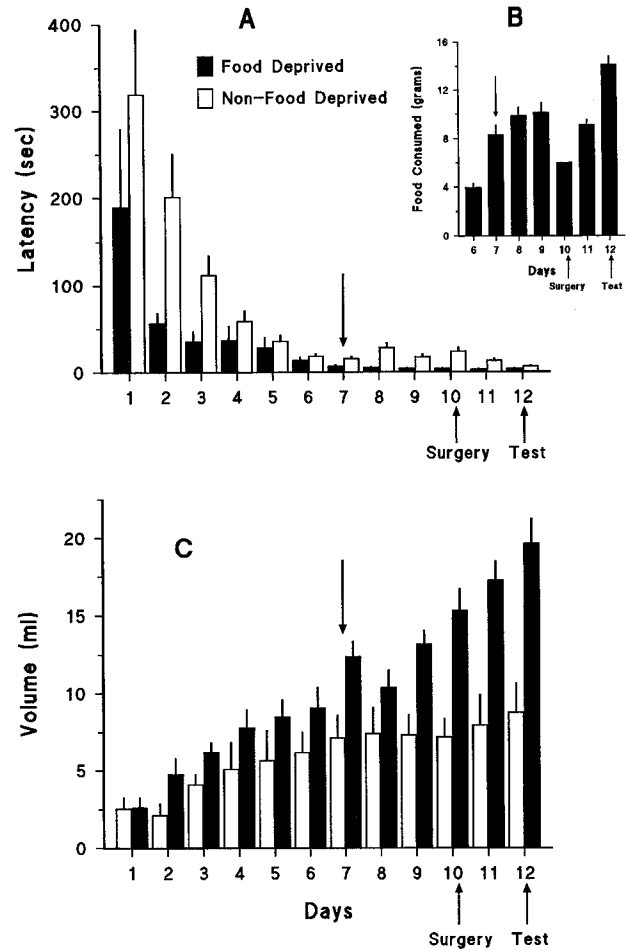 A
400
300
200
100
0
Latency (sec)
Food Deprived
Non-Food Deprived
1 2 3 4 5 6 7 8 9 10 11 12
Surgery Test
B
16
12
8
4
0
Food Consumed (grams)
6 7 8 9 10 11 12
Days
Surgery Test
C
20
15
10
5
0
Volume (ml)
1 2 3 4 5 6 7 8 9 10 11 12
Days
Surgery Test